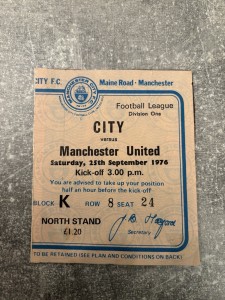 CITY F.C.
Maine Road · Manchester
MANCHESTER CITY F.C.
Football League
Division One
CITY
versus
Manchester United
Saturday, 25th September 1976
Kick-off 3.00 p.m.
You are advised to take up your position
half an hour before the kick-off
BLOCK K ROW 8 SEAT 24
NORTH STAND
£1.20
Secretary
TO BE RETAINED (SEE PLAN AND CONDITIONS ON BACK)